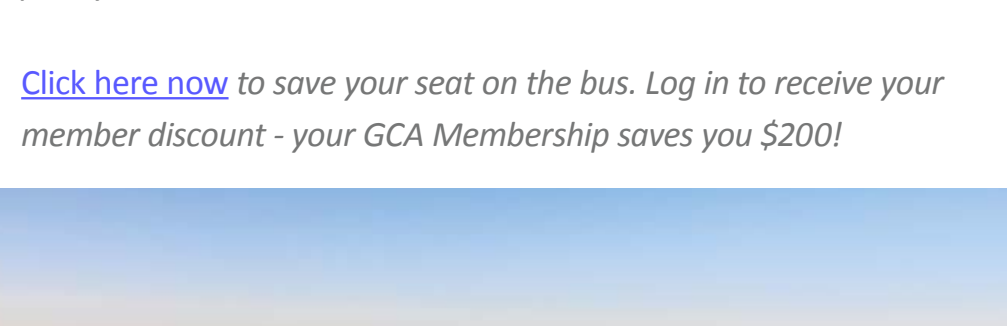 Click here now to save your seat on the bus. Log in to receive your
member discount - your GCA Membership saves you $200!